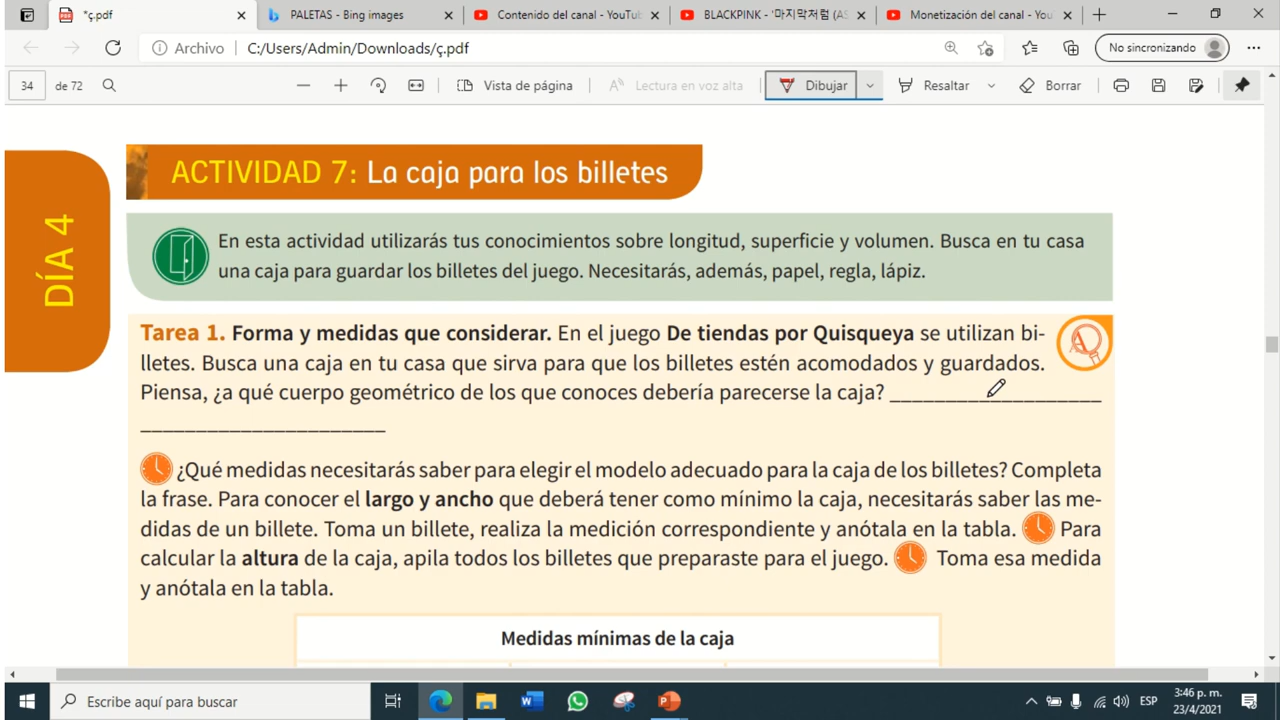 *ç.pdf
PALETAS - Bing images
Contenido del canal - YouTu
BLACKPINK - '마지막처럼 (AS
Monetización del canal - You
Archivo
C:/Users/Admin/Downloads/ç.pdf
No sincronizando
34 de 72
Vista de página
Lectura en voz alta
Dibujar
Resaltar
Borrar
DÍA 4
ACTIVIDAD 7: La caja para los billetes
En esta actividad utilizarás tus conocimientos sobre longitud, superficie y volumen. Busca en tu casa
una caja para guardar los billetes del juego. Necesitarás, además, papel, regla, lápiz.
Tarea 1. Forma y medidas que considerar. En el juego De tiendas por Quisqueya se utilizan bi-
lletes. Busca una caja en tu casa que sirva para que los billetes estén acomodados y guardados.
Piensa, ¿a qué cuerpo geométrico de los que conoces debería parecerse la caja? ___________________
______________________
¿Qué medidas necesitarás saber para elegir el modelo adecuado para la caja de los billetes? Completa
la frase. Para conocer el largo y ancho que deberá tener como mínimo la caja, necesitarás saber las me-
didas de un billete. Toma un billete, realiza la medición correspondiente y anótala en la tabla. Para
calcular la altura de la caja, apila todos los billetes que preparaste para el juego. Toma esa medida
y anótala en la tabla.
Medidas mínimas de la caja
Escribe aquí para buscar
ESP
3:46 p. m.
23/4/2021